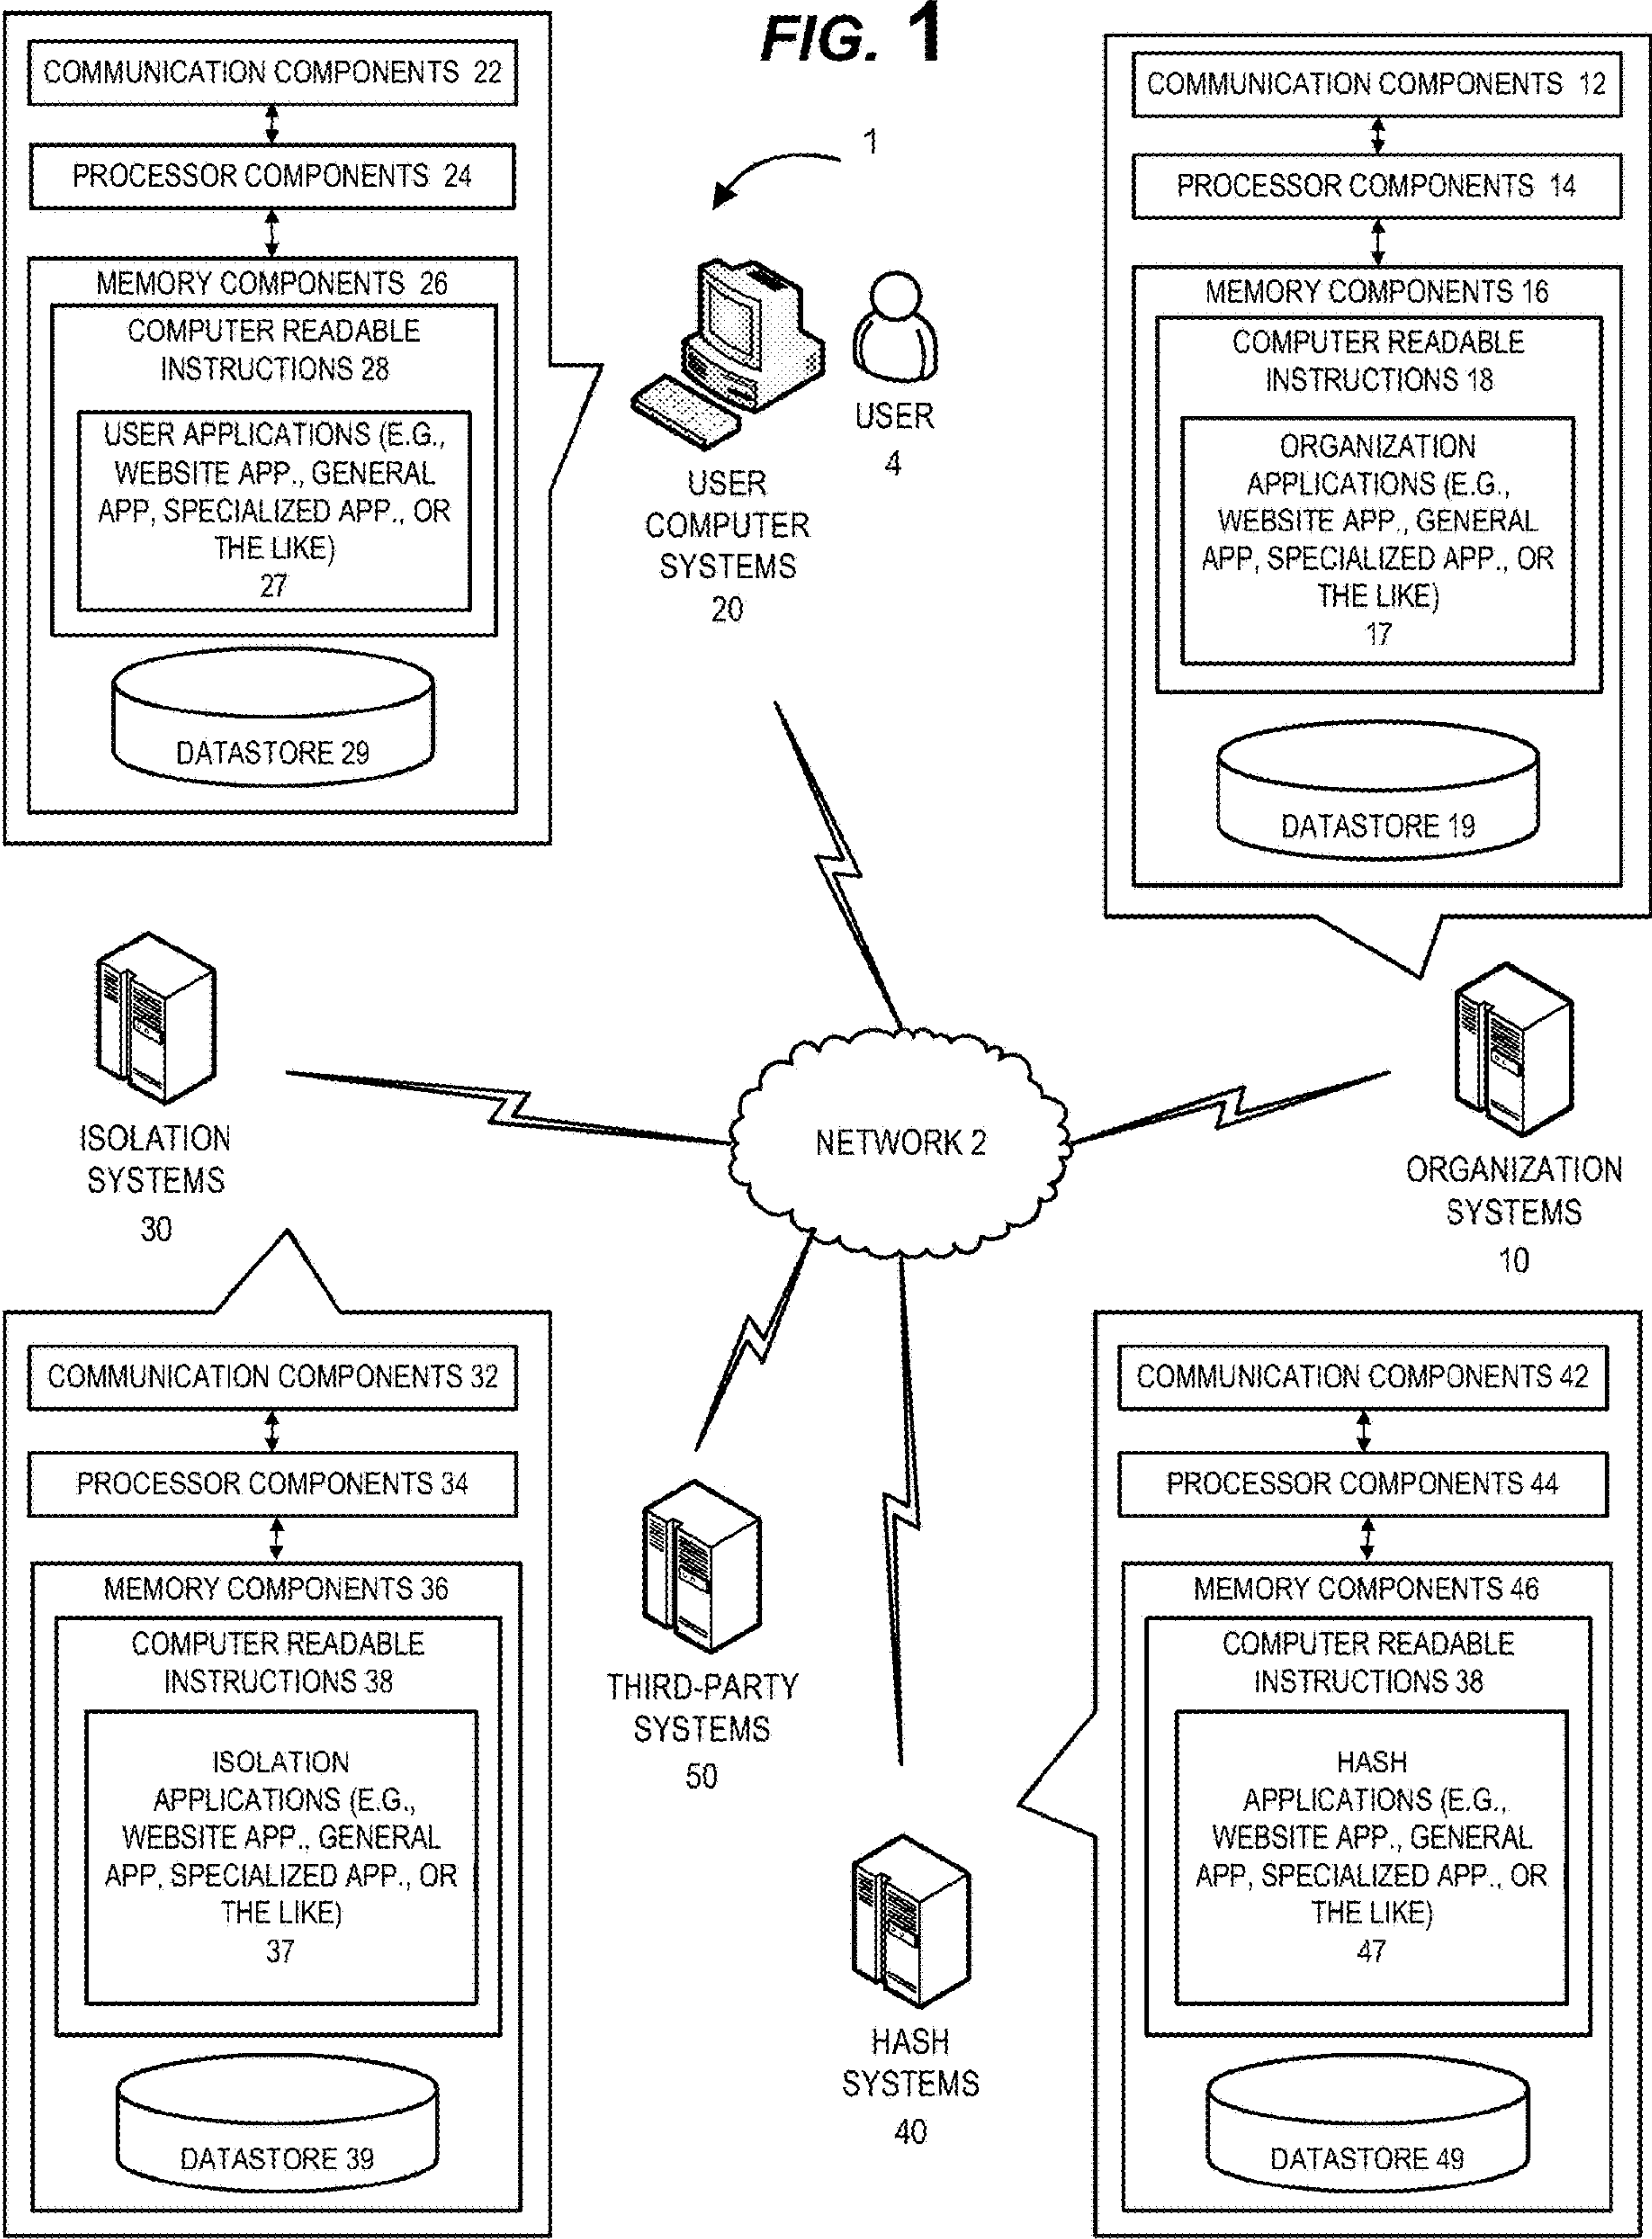 FIG. 1
COMMUNICATION COMPONENTS 22
PROCESSOR COMPONENTS 24
MEMORY COMPONENTS 26
COMPUTER READABLE
INSTRUCTIONS 28
USER APPLICATIONS (E.G.,
WEBSITE APP., GENERAL
APP, SPECIALIZED APP., OR
THE LIKE)
27
DATASTORE 29
1
USER
4
USER
COMPUTER
SYSTEMS
20
COMMUNICATION COMPONENTS 12
PROCESSOR COMPONENTS 14
MEMORY COMPONENTS 16
COMPUTER READABLE
INSTRUCTIONS 18
ORGANIZATION
APPLICATIONS (E.G.,
WEBSITE APP., GENERAL
APP, SPECIALIZED APP., OR
THE LIKE)
17
DATASTORE 19
ISOLATION
SYSTEMS
30
NETWORK 2
ORGANIZATION
SYSTEMS
10
COMMUNICATION COMPONENTS 32
PROCESSOR COMPONENTS 34
MEMORY COMPONENTS 36
COMPUTER READABLE
INSTRUCTIONS 38
ISOLATION
APPLICATIONS (E.G.,
WEBSITE APP., GENERAL
APP, SPECIALIZED APP., OR
THE LIKE)
37
DATASTORE 39
THIRD-PARTY
SYSTEMS
50
HASH
SYSTEMS
40
COMMUNICATION COMPONENTS 42
PROCESSOR COMPONENTS 44
MEMORY COMPONENTS 46
COMPUTER READABLE
INSTRUCTIONS 38
HASH
APPLICATIONS (E.G.,
WEBSITE APP., GENERAL
APP, SPECIALIZED APP., OR
THE LIKE)
47
DATASTORE 49